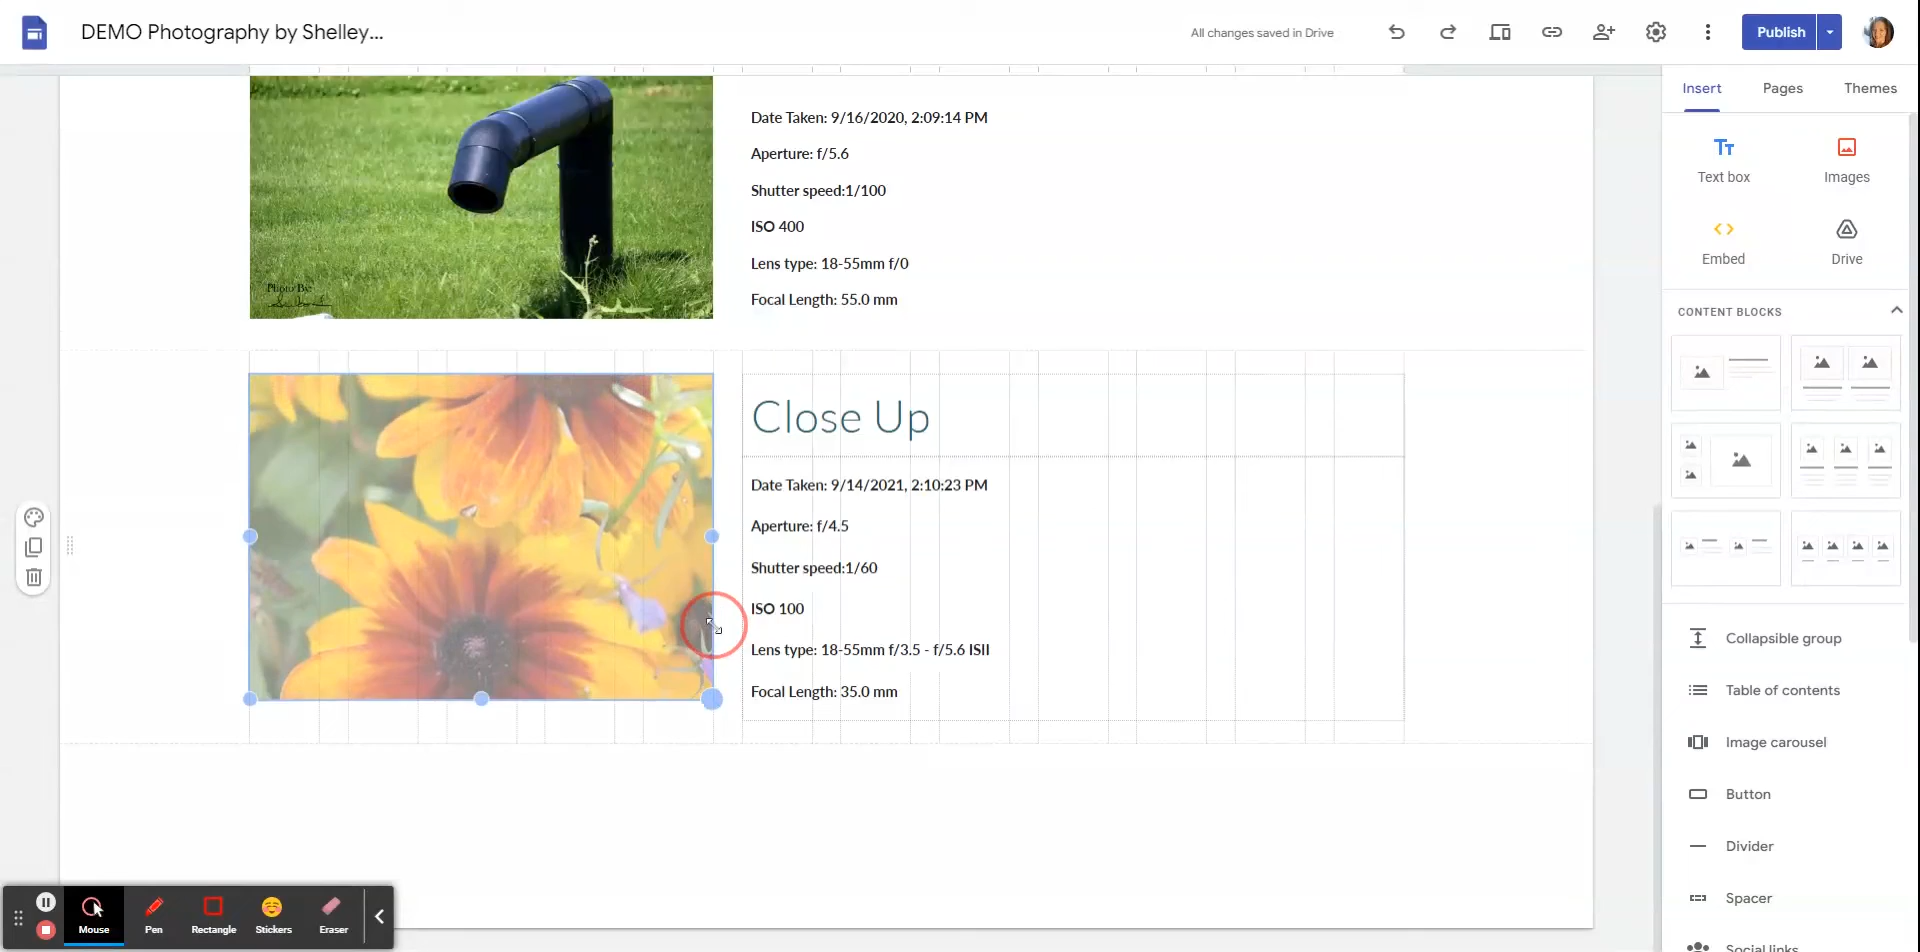 DEMO Photography by Shelley...
All changes saved in Drive
Publish
Insert
Pages
Themes
Date Taken: 9/16/2020, 2:09:14 PM
Aperture: f/5.6
Shutter speed:1/100
ISO 400
Lens type: 18-55mm f/0
Focal Length: 55.0 mm
Photo By:
Close Up
Date Taken: 9/14/2021, 2:10:23 PM
Aperture: f/4.5
Shutter speed:1/60
ISO 100
Lens type: 18-55mm f/3.5 - f/5.6 ISII
Focal Length: 35.0 mm
Text box
Images
Embed
Drive
CONTENT BLOCKS
Collapsible group
Table of contents
Image carousel
Button
Divider
Spacer
Social links
Mouse
Pen
Rectangle
Stickers
Eraser